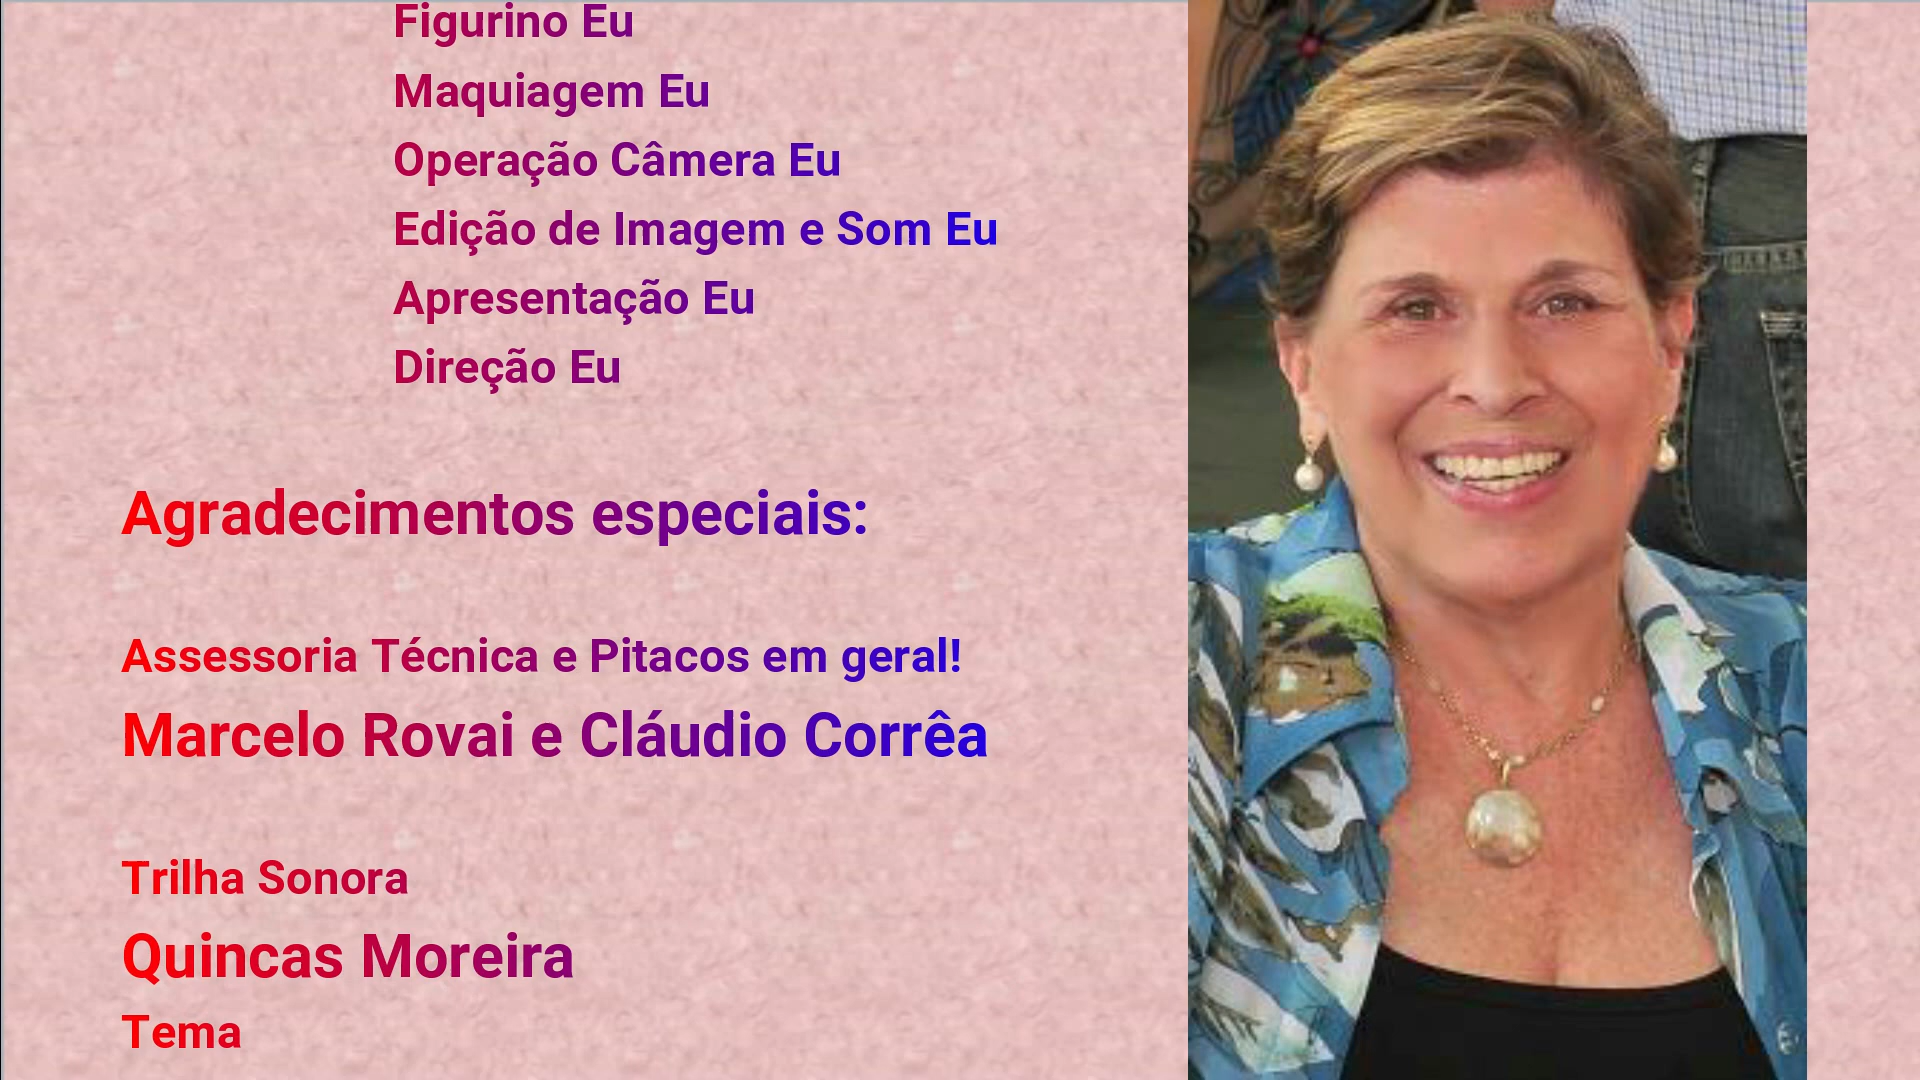 Figurino Eu
Maquiagem Eu
Operação Câmera Eu
Edição de Imagem e Som Eu
Apresentação Eu
Direção Eu
Agradecimentos especiais:
Assessoria Técnica e Pitacos em geral!
Marcelo Rovai e Cláudio Corrêa
Trilha Sonora
Quincas Moreira
Tema